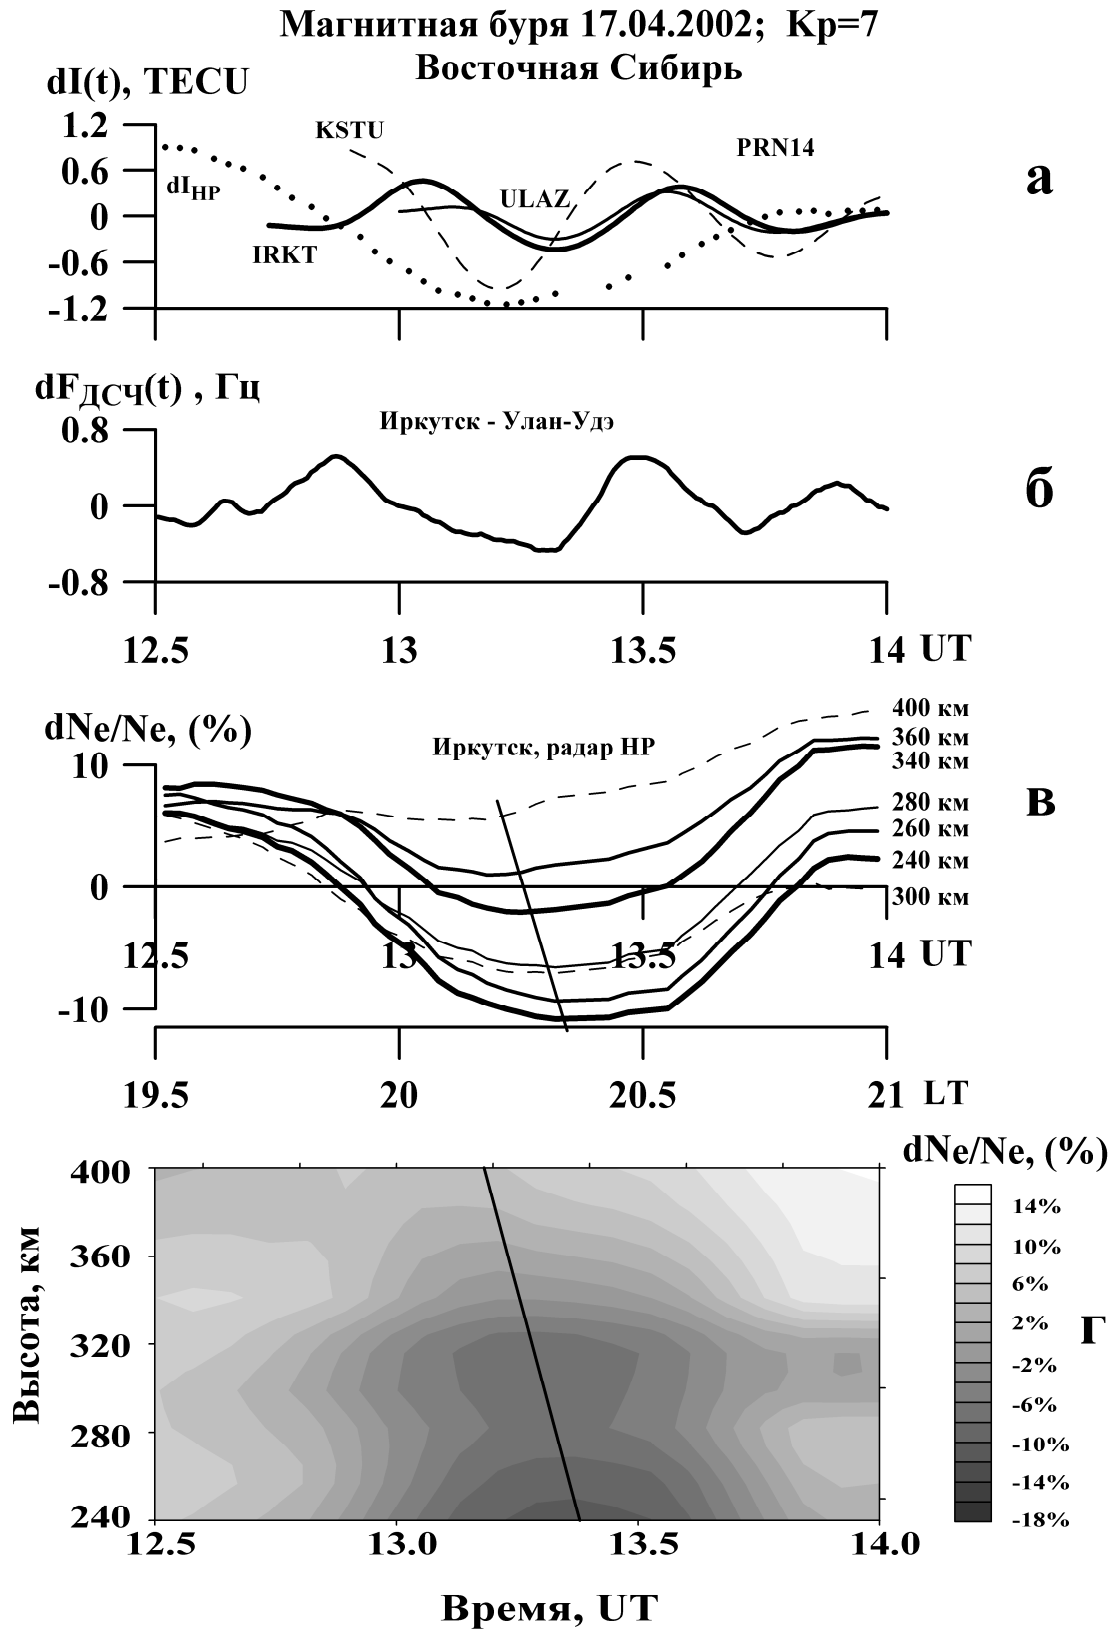 Магнитная буря 17.04.2002; Kp=7
Восточная Сибирь
dI(t), TECU
1.2
0.6
0
-0.6
-1.2
KSTU
PRN14
dIHP
ULAZ
IRKT
а
dFДСЧ(t) , Гц
Иркутск - Улан-Удэ
0.8
0
-0.8
б
12.5 13 13.5 14 UT
dNe/Ne, (%)
Иркутск, радар НР
10
0
-10
400 км
360 км
340 км
280 км
260 км
240 км
300 км
в
12.5 13 13.5 14 UT
19.5 20 20.5 21 LT
dNe/Ne, (%)
Высота, км
400
360
320
280
240
14%
10%
6%
2%
-2%
-6%
-10%
-14%
-18%
г
12.5 13.0 13.5 14.0
Время, UT